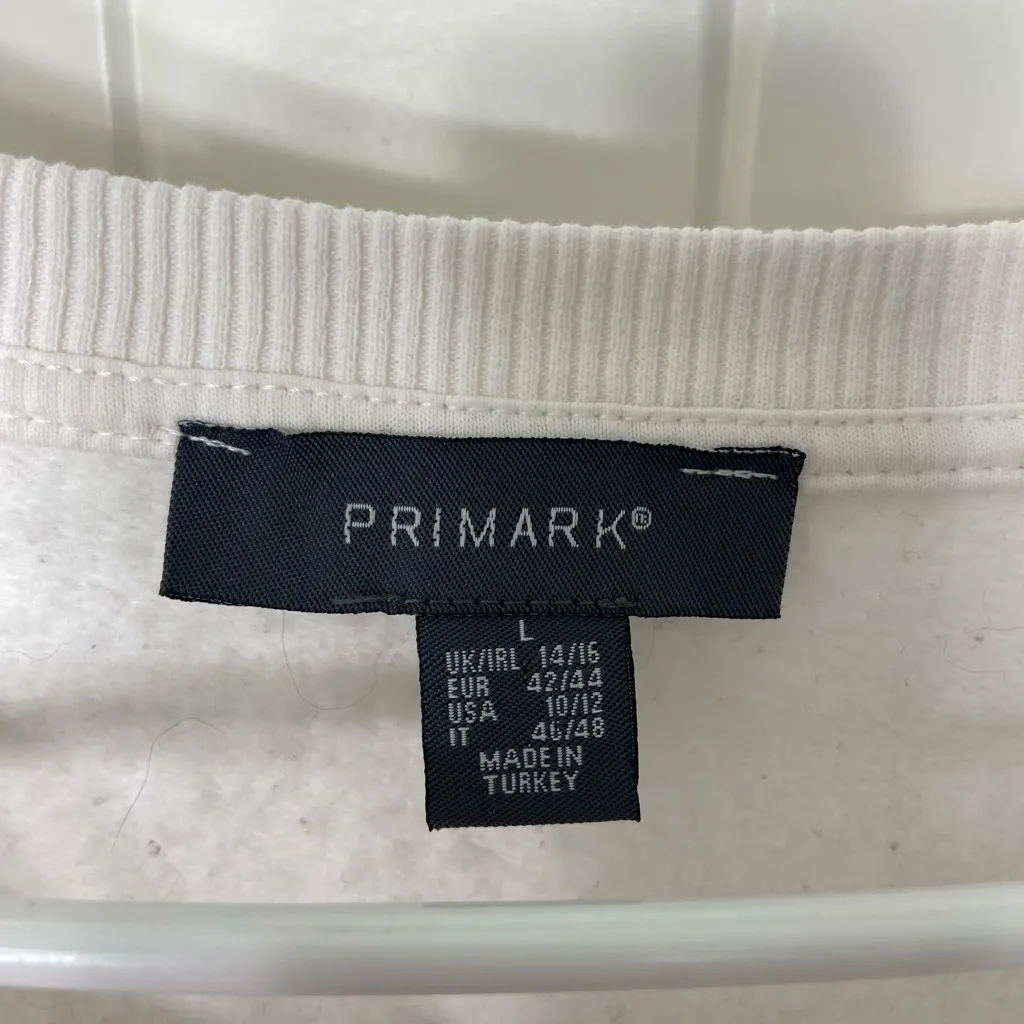 PRIMARK®
L
UK/IRL 14/16
EUR 42/44
USA 10/12
IT 46/48
MADE IN
TURKEY